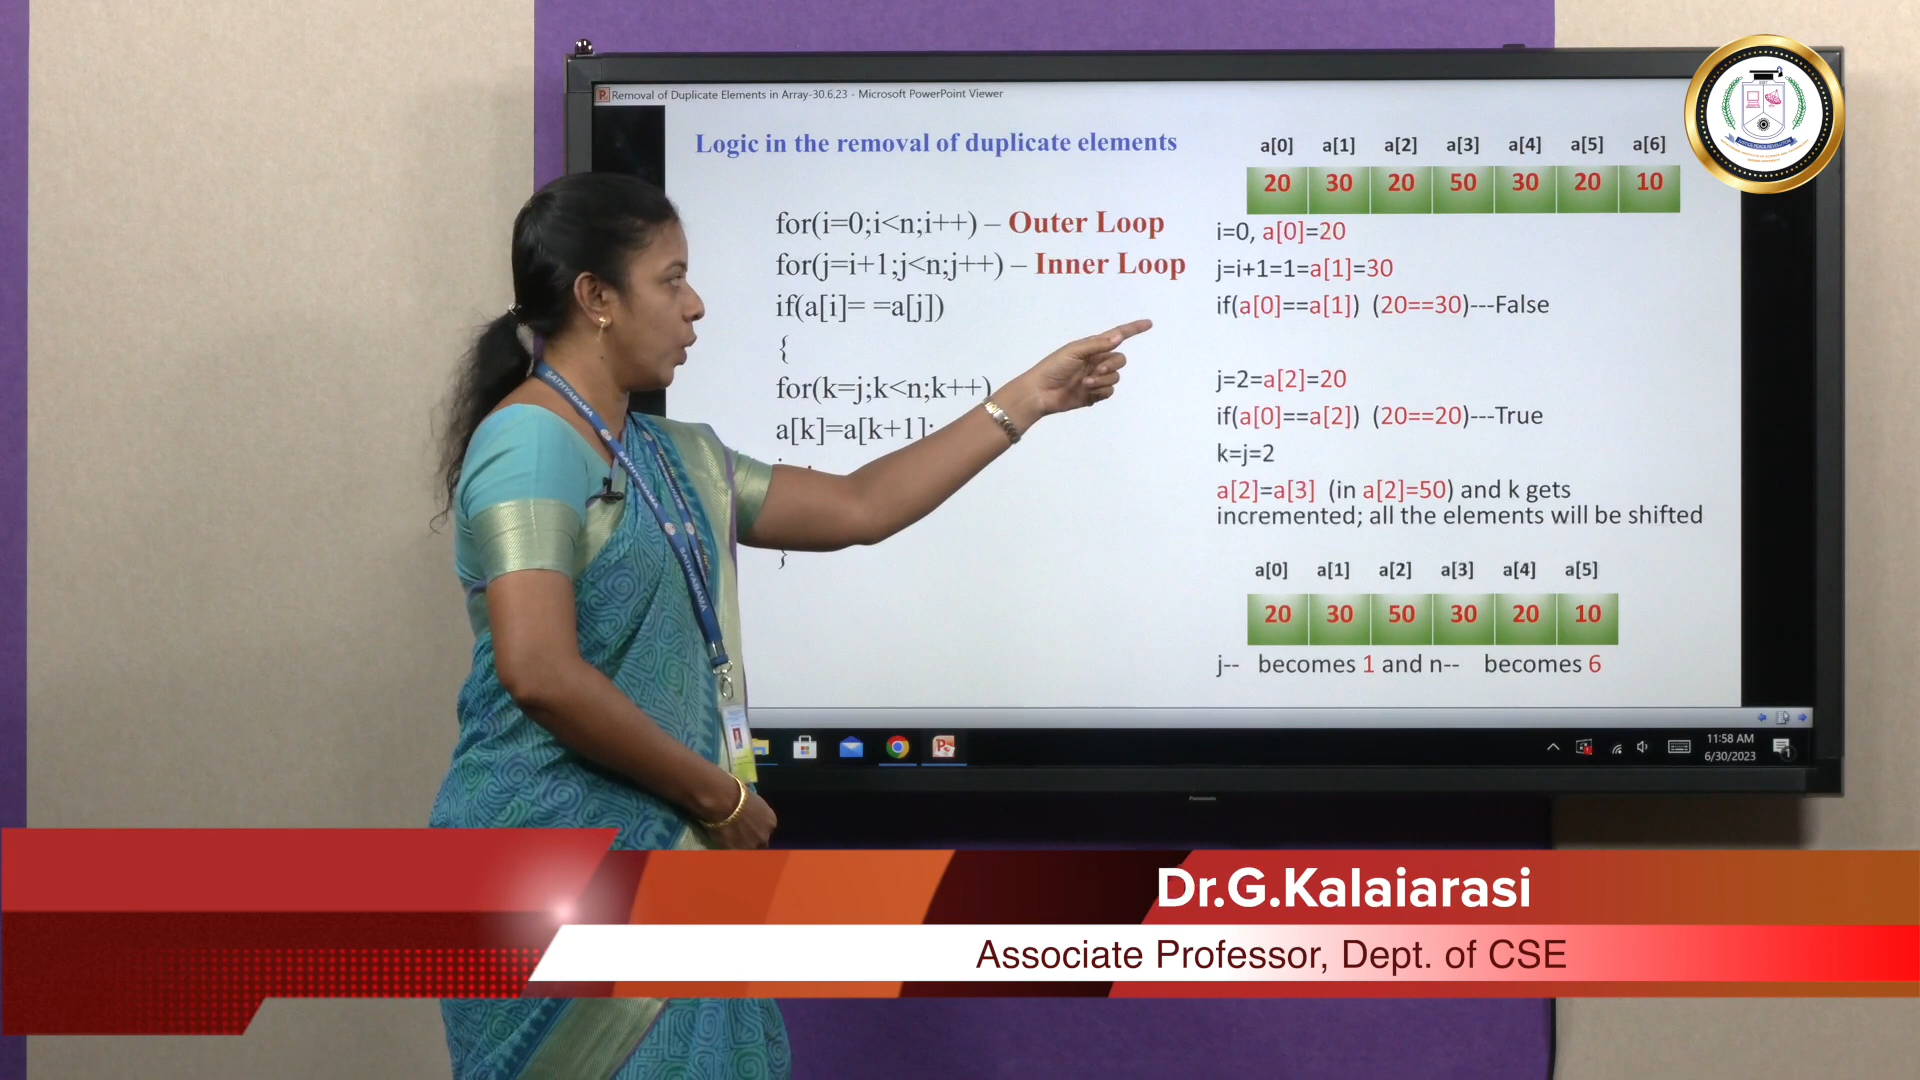 Removal of Duplicate Elements in Array-30.6.23 - Microsoft PowerPoint Viewer
Logic in the removal of duplicate elements
for(i=0;i<n;i++) – Outer Loop
for(j=i+1;j<n;j++) – Inner Loop
if(a[i]= =a[j])
{
for(k=j;k<n;k++)
a[k]=a[k+1];
}
a[0] a[1] a[2] a[3] a[4] a[5] a[6]
20 30 20 50 30 20 10
i=0, a[0]=20
j=i+1=1=a[1]=30
if(a[0]==a[1]) (20==30)---False
j=2=a[2]=20
if(a[0]==a[2]) (20==20)---True
k=j=2
a[2]=a[3] (in a[2]=50) and k gets
incremented; all the elements will be shifted
a[0] a[1] a[2] a[3] a[4] a[5]
20 30 50 30 20 10
j-- becomes 1 and n-- becomes 6
11:58 AM
6/30/2023
Panasonic
SATHYABAMA
SATHYABAMA
SATHYABAMA
Dr.G.Kalaiarasi
Associate Professor, Dept. of CSE